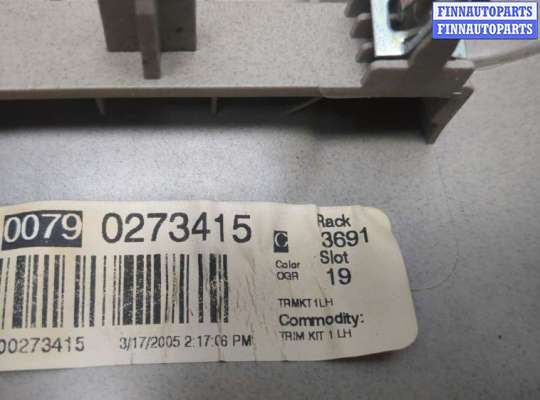 FINNAUTOPARTS
FINNAUTOPARTS
0079 0273415
C
Rack
3691
Slot
19
Color
OGR
TRMKT1LH
Commodity:
TRIM KIT 1 LH
00273415 3/17/2005 2:17:06 PM